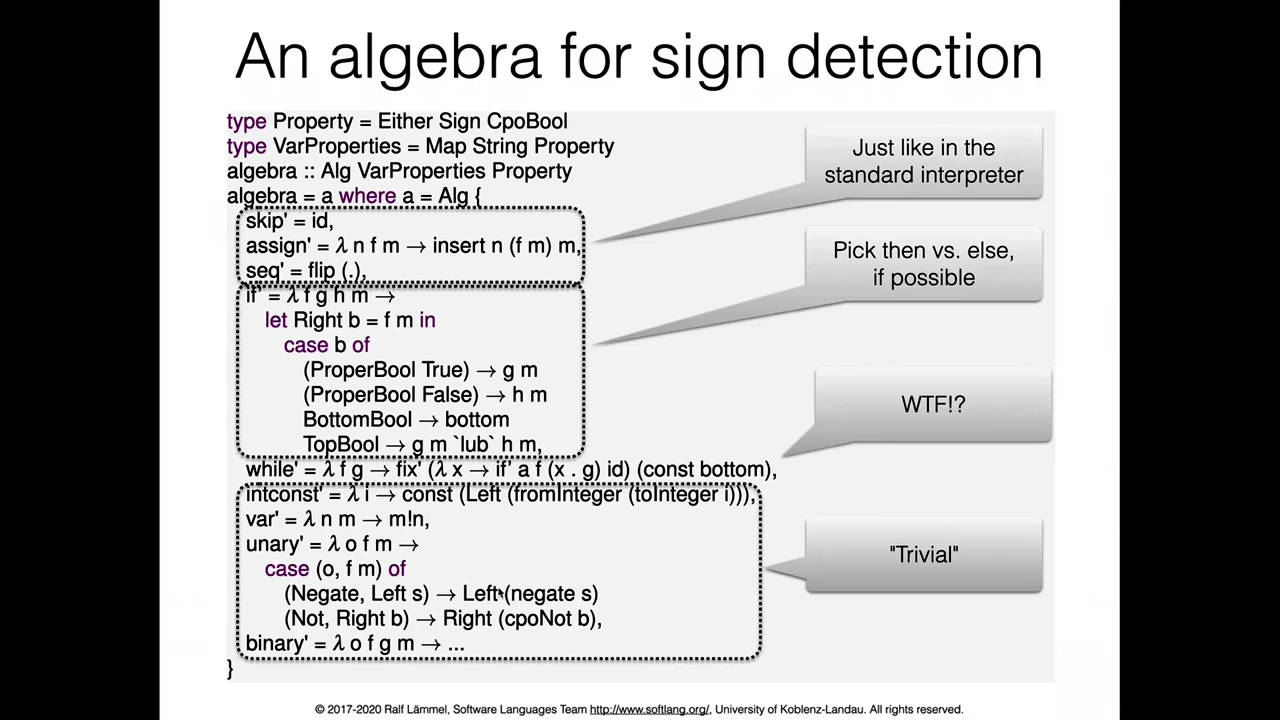 An algebra for sign detection
type Property = Either Sign CpoBool
type VarProperties = Map String Property
algebra :: Alg VarProperties Property
algebra = a where a = Alg {
skip' = id,
assign' = λ n f m → insert n (f m) m,
seq' = flip (.),
if' = λ f g h m →
let Right b = f m in
case b of
(ProperBool True) → g m
(ProperBool False) → h m
BottomBool → bottom
TopBool → g m `lub` h m,
while' = λ f g → fix' (λ x → if' a f (x . g) id) (const bottom),
intconst' = λ i → const (Left (fromInteger (toInteger i))),
var' = λ n m → m!n,
unary' = λ o f m →
case (o, f m) of
(Negate, Left s) → Left (negate s)
(Not, Right b) → Right (cpoNot b),
binary' = λ o f g m → ...
}
Just like in the
standard interpreter
Pick then vs. else,
if possible
WTF!?
"Trivial"
© 2017-2020 Ralf Lämmel, Software Languages Team http://www.softlang.org/, University of Koblenz-Landau. All rights reserved.